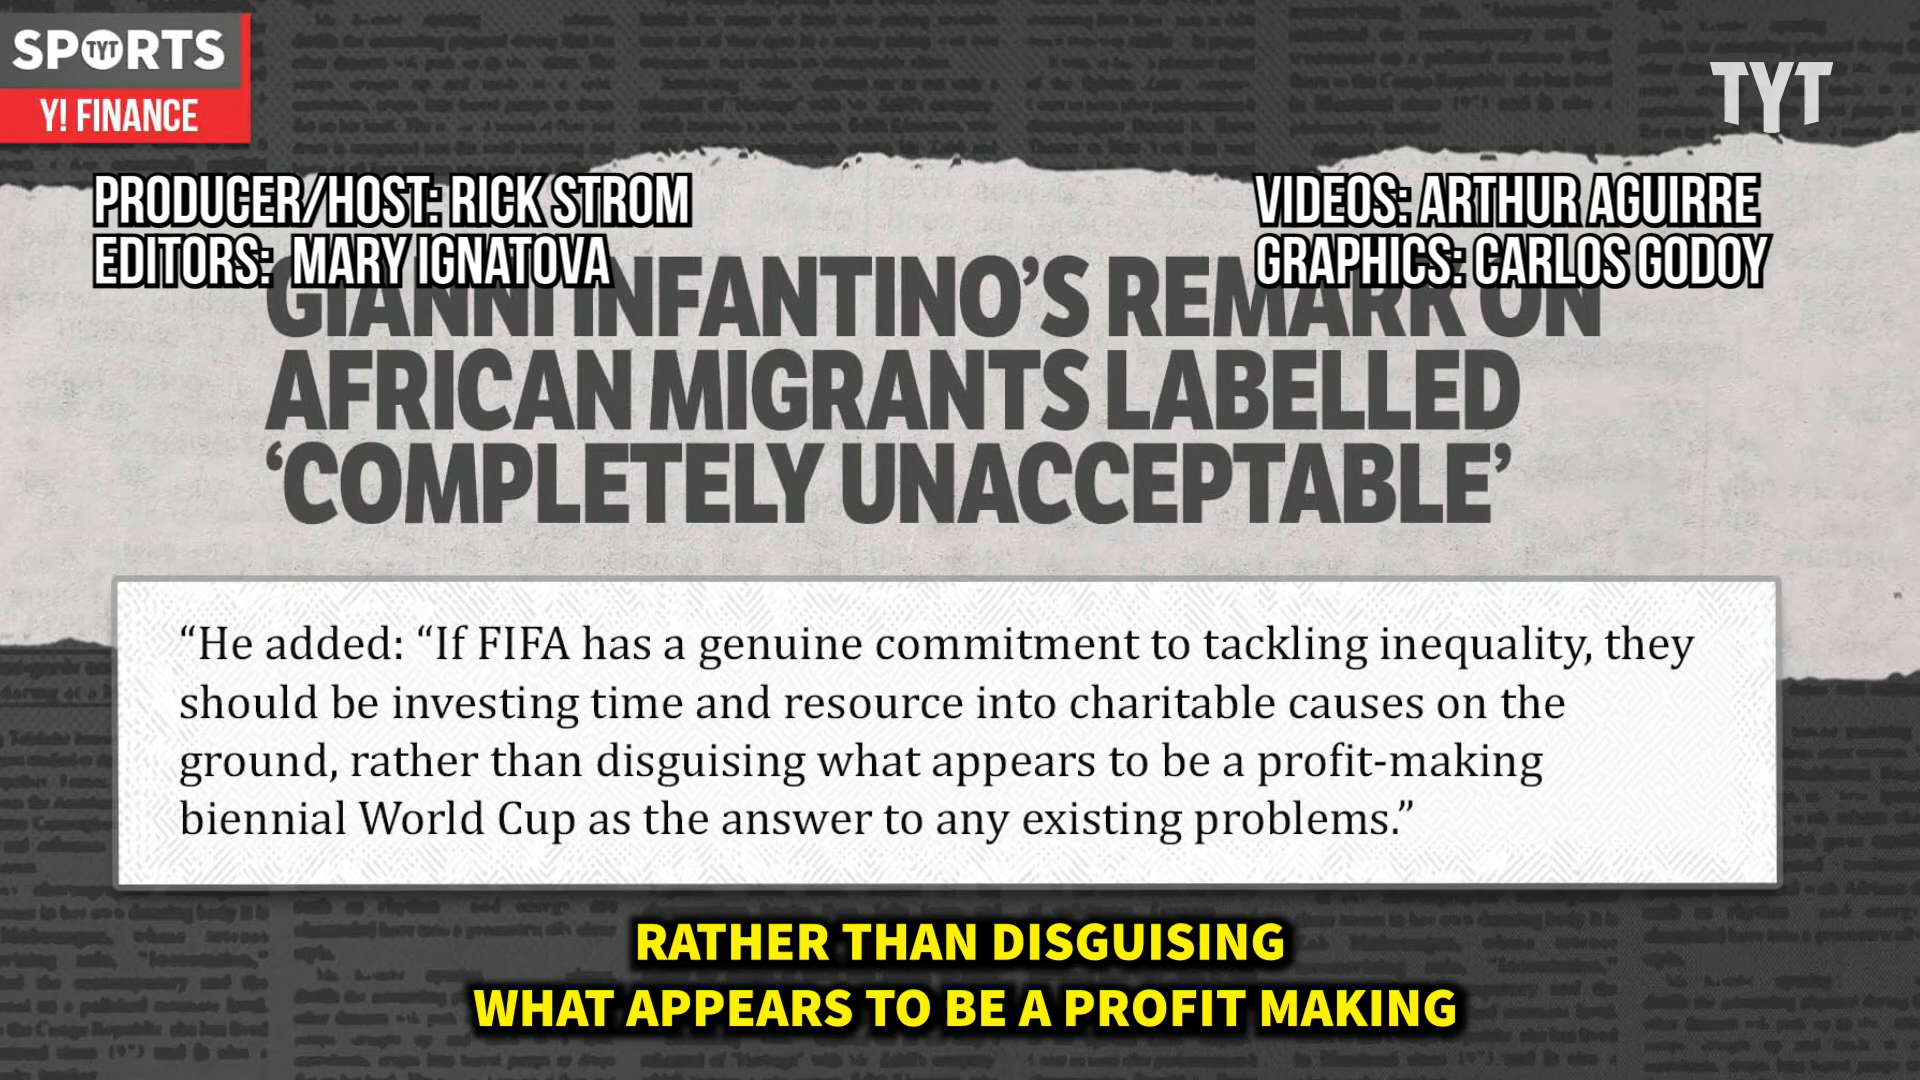 SPORTS
TYT
Y! FINANCE
TYT
PRODUCER/HOST: RICK STROM
EDITORS: MARY IGNATOVA
VIDEOS: ARTHUR AGUIRRE
GRAPHICS: CARLOS GODOY
GIANNI INFANTINO’S REMARK ON
AFRICAN MIGRANTS LABELLED
‘COMPLETELY UNACCEPTABLE’
“He added: “If FIFA has a genuine commitment to tackling inequality, they
should be investing time and resource into charitable causes on the
ground, rather than disguising what appears to be a profit-making
biennial World Cup as the answer to any existing problems.”
RATHER THAN DISGUISING
WHAT APPEARS TO BE A PROFIT MAKING